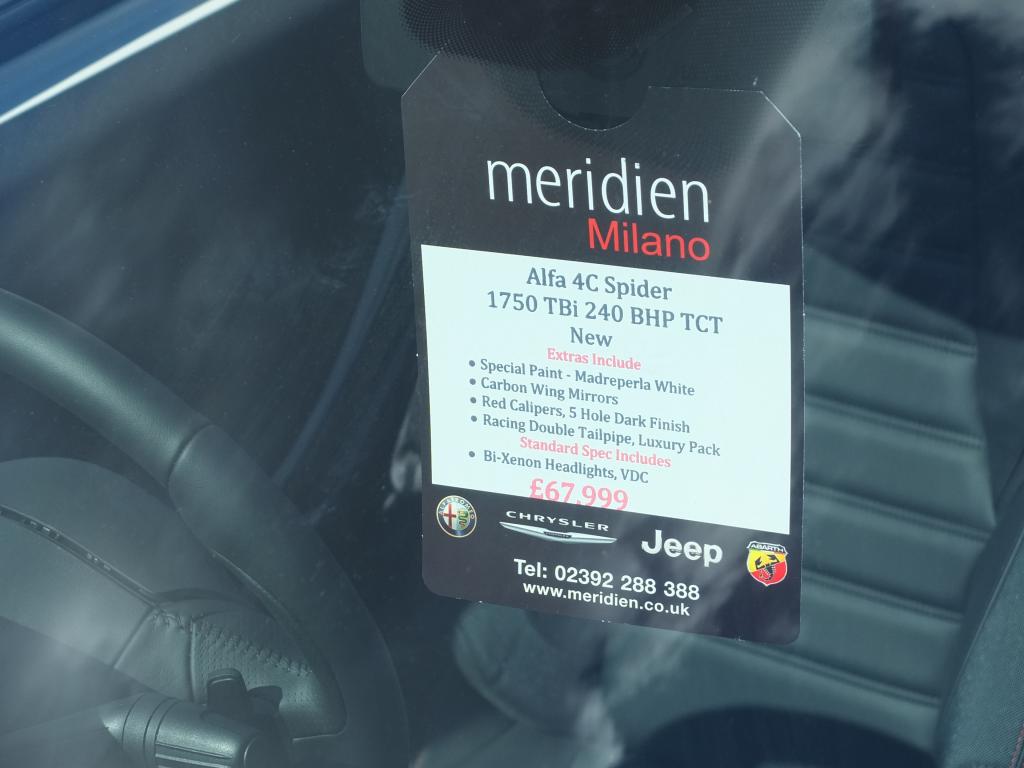 meridien
Milano
Alfa 4C Spider
1750 TBi 240 BHP TCT
New
Extras Include
• Special Paint - Madreperla White
• Carbon Wing Mirrors
• Red Calipers, 5 Hole Dark Finish
• Racing Double Tailpipe, Luxury Pack
Standard Spec Includes
• Bi-Xenon Headlights, VDC
£67,999
CHRYSLER
Jeep
ABARTH
Tel: 02392 288 388
www.meridien.co.uk